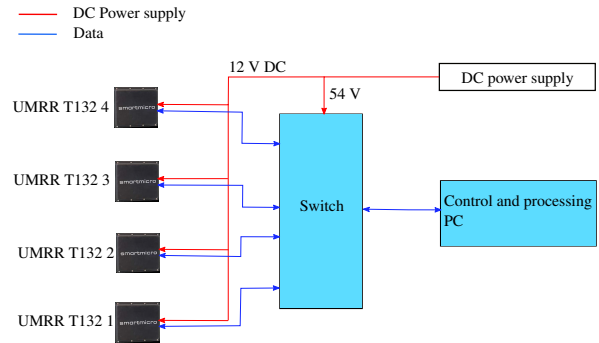 DC Power supply
Data
12 V DC
DC power supply
54 V
UMRR T132 4
smartmicro
UMRR T132 3
smartmicro
Switch
Control and processing
PC
UMRR T132 2
smartmicro
UMRR T132 1
smartmicro